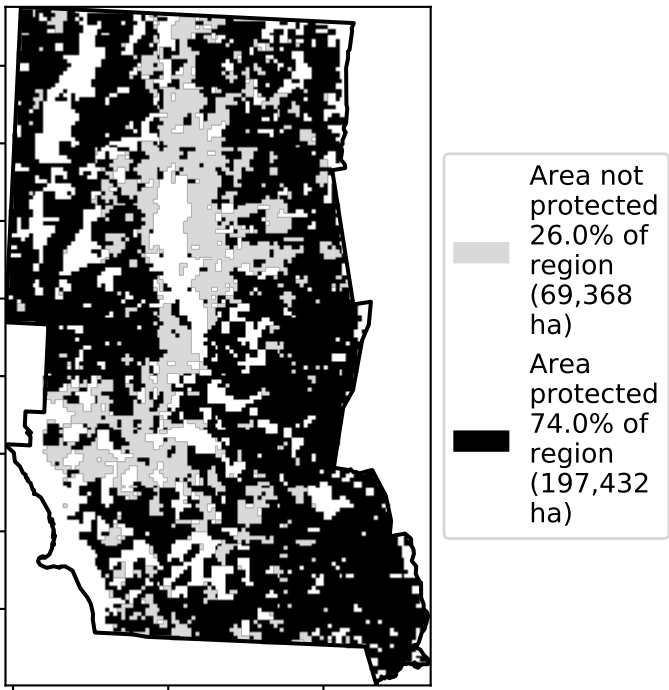 Area not
protected
26.0% of
region
(69,368
ha)
Area
protected
74.0% of
region
(197,432
ha)